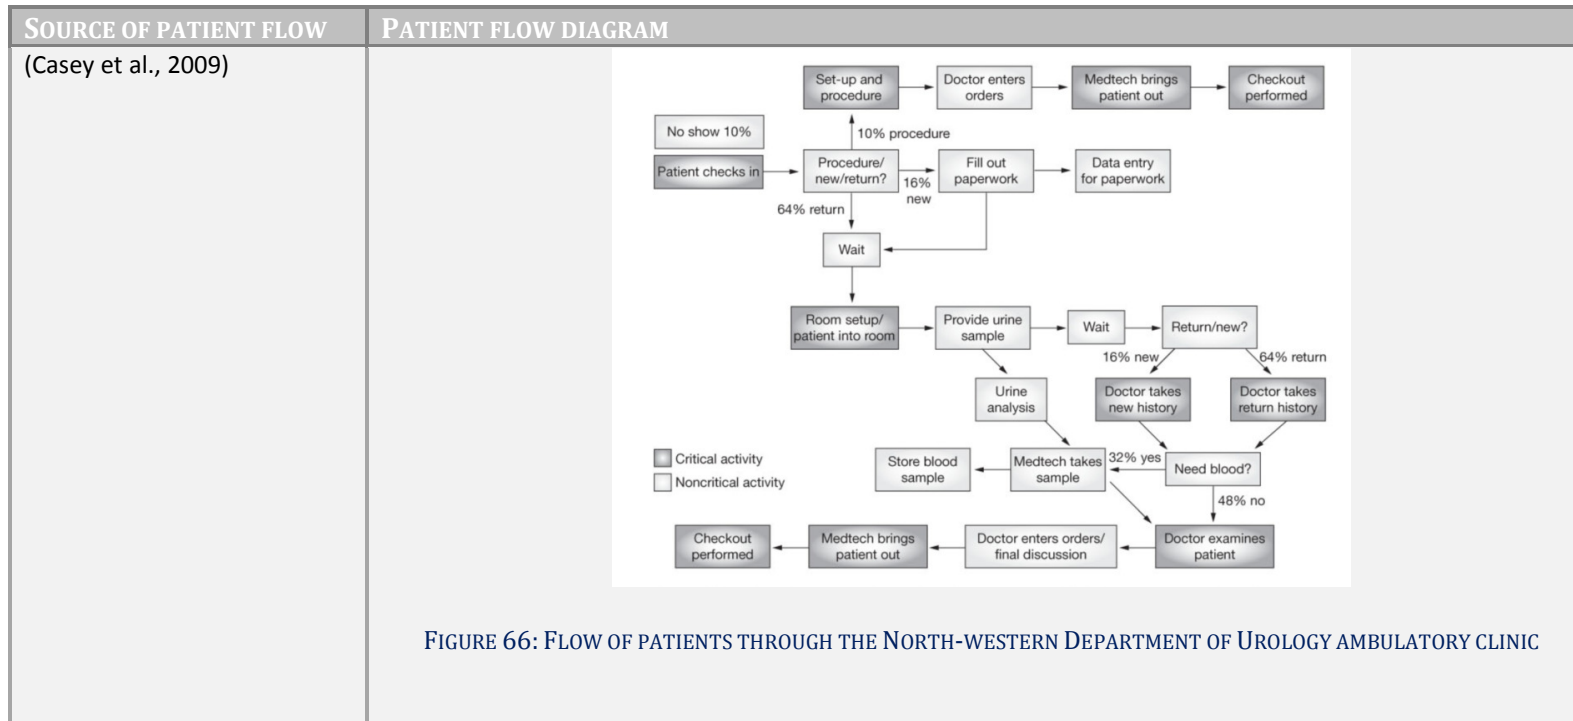 SOURCE OF PATIENT FLOW
PATIENT FLOW DIAGRAM
(Casey et al., 2009)
Set-up and
procedure
Doctor enters
orders
Medtech brings
patient out
Checkout
performed
No show 10%
10% procedure
Patient checks in
Procedure/
new/return?
16%
new
Fill out
paperwork
Data entry
for paperwork
64% return
Wait
Room setup/
patient into room
Provide urine
sample
Wait
Return/new?
16% new
64% return
Urine
analysis
Doctor takes
new history
Doctor takes
return history
Critical activity
Noncritical activity
Store blood
sample
Medtech takes
sample
32% yes
Need blood?
48% no
Checkout
performed
Medtech brings
patient out
Doctor enters orders/
final discussion
Doctor examines
patient
FIGURE 66: FLOW OF PATIENTS THROUGH THE NORTH-WESTERN DEPARTMENT OF UROLOGY AMBULATORY CLINIC